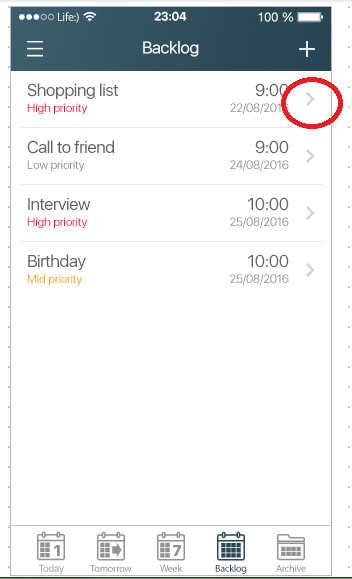 Life:) 23:04 100 %
Backlog
Shopping list 9:00
High priority 22/08/2016
Call to friend 9:00
Low priority 24/08/2016
Interview 10:00
High priority 25/08/2016
Birthday 10:00
Mid priority 25/08/2016
1 7
Today Tomorrow Week Backlog Archive